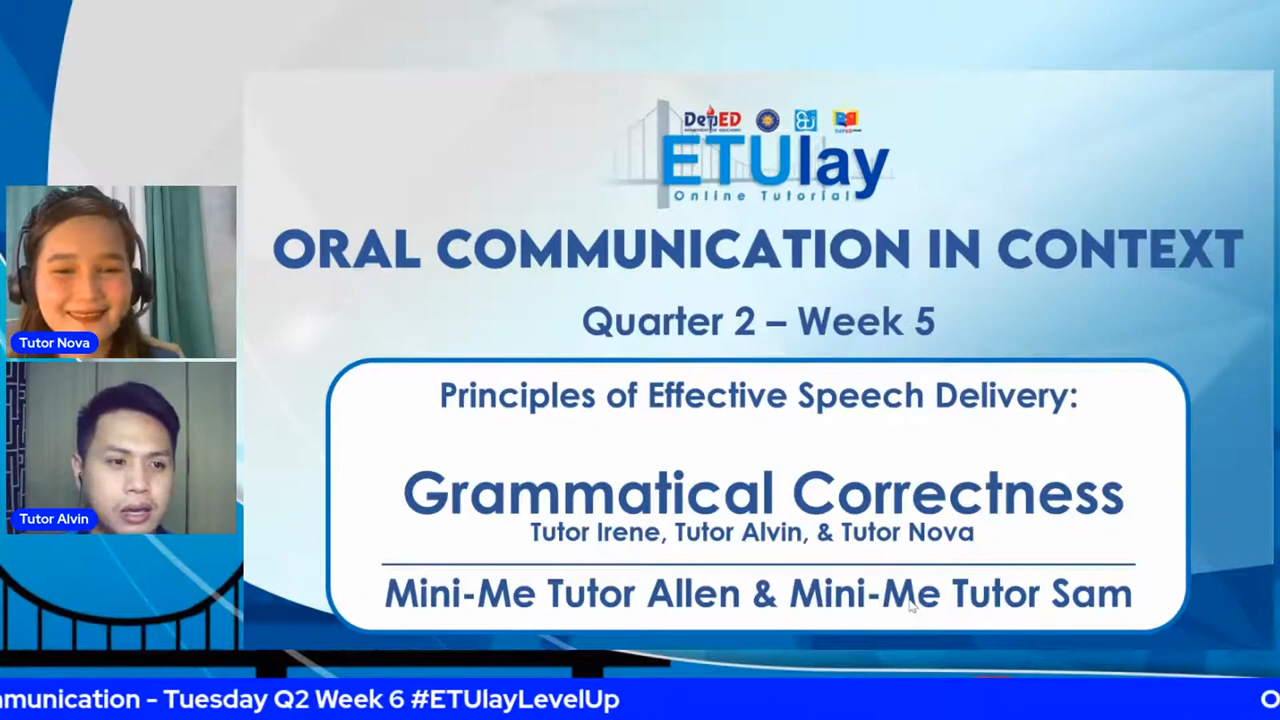 DepED
ETUlay
Online Tutorial
ORAL COMMUNICATION IN CONTEXT
Quarter 2 – Week 5
Principles of Effective Speech Delivery:
Grammatical Correctness
Tutor Irene, Tutor Alvin, & Tutor Nova
Mini-Me Tutor Allen & Mini-Me Tutor Sam
Tutor Nova
Tutor Alvin
mmunication - Tuesday Q2 Week 6 #ETUlayLevelUp
O